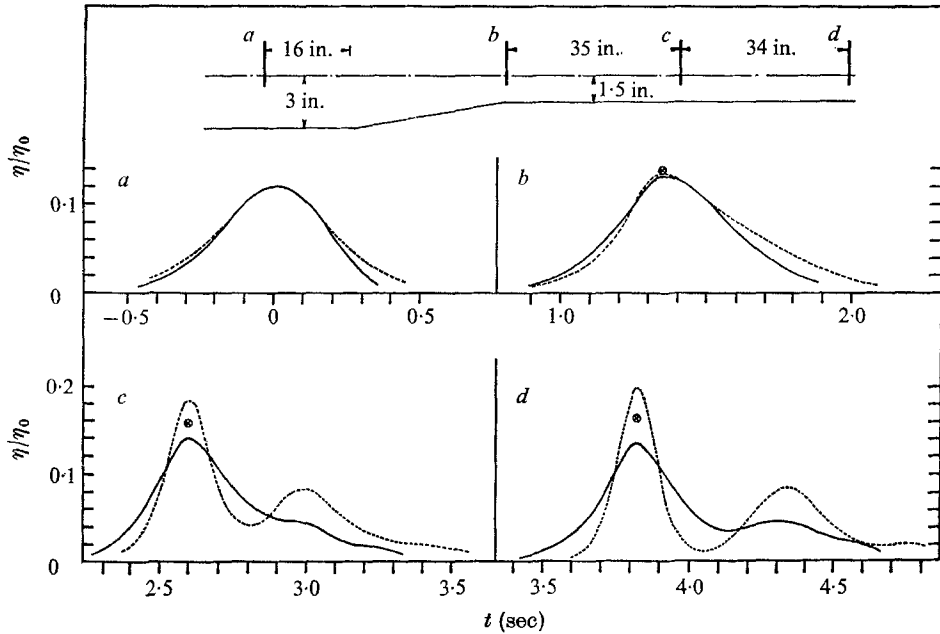 a 16 in. b 35 in. c 34 in. d
3 in. 1·5 in.
η/η₀
a b
0·1
0
−0·5 0 0·5 1·0 2·0
η/η₀
0·2 c d
0·1
0
2·5 3·0 3·5 3·5 4·0 4·5
t (sec)